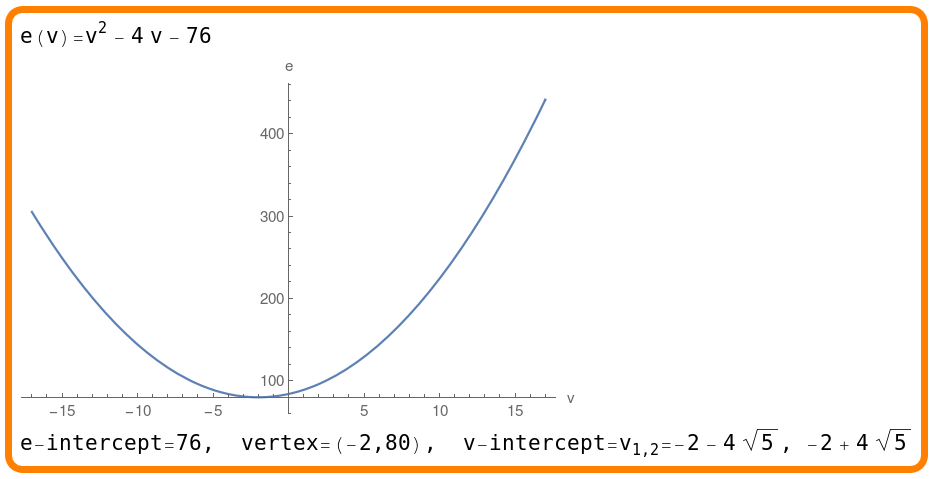 e(v)=v² − 4 v − 76
e
400
300
200
100
−15 −10 −5 5 10 15 v
e−intercept=76, vertex=(−2,80), v−intercept=v₁,₂=−2 − 4 √5, −2 + 4 √5